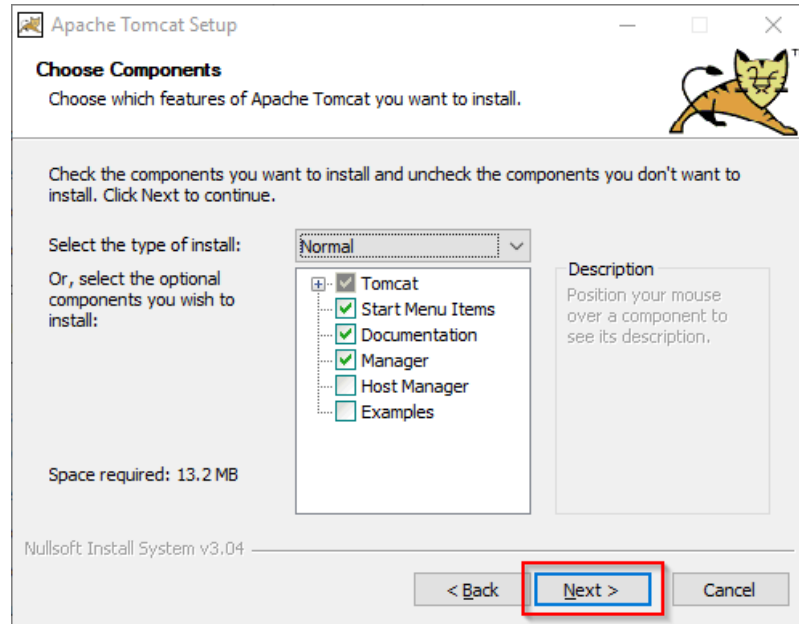 Apache Tomcat Setup
Choose Components
Choose which features of Apache Tomcat you want to install.
TM
Check the components you want to install and uncheck the components you don't want to
install. Click Next to continue.
Select the type of install:
Normal
Or, select the optional
components you wish to
install:
Tomcat
Start Menu Items
Documentation
Manager
Host Manager
Examples
Description
Position your mouse
over a component to
see its description.
Space required: 13.2 MB
Nullsoft Install System v3.04
< Back
Next >
Cancel